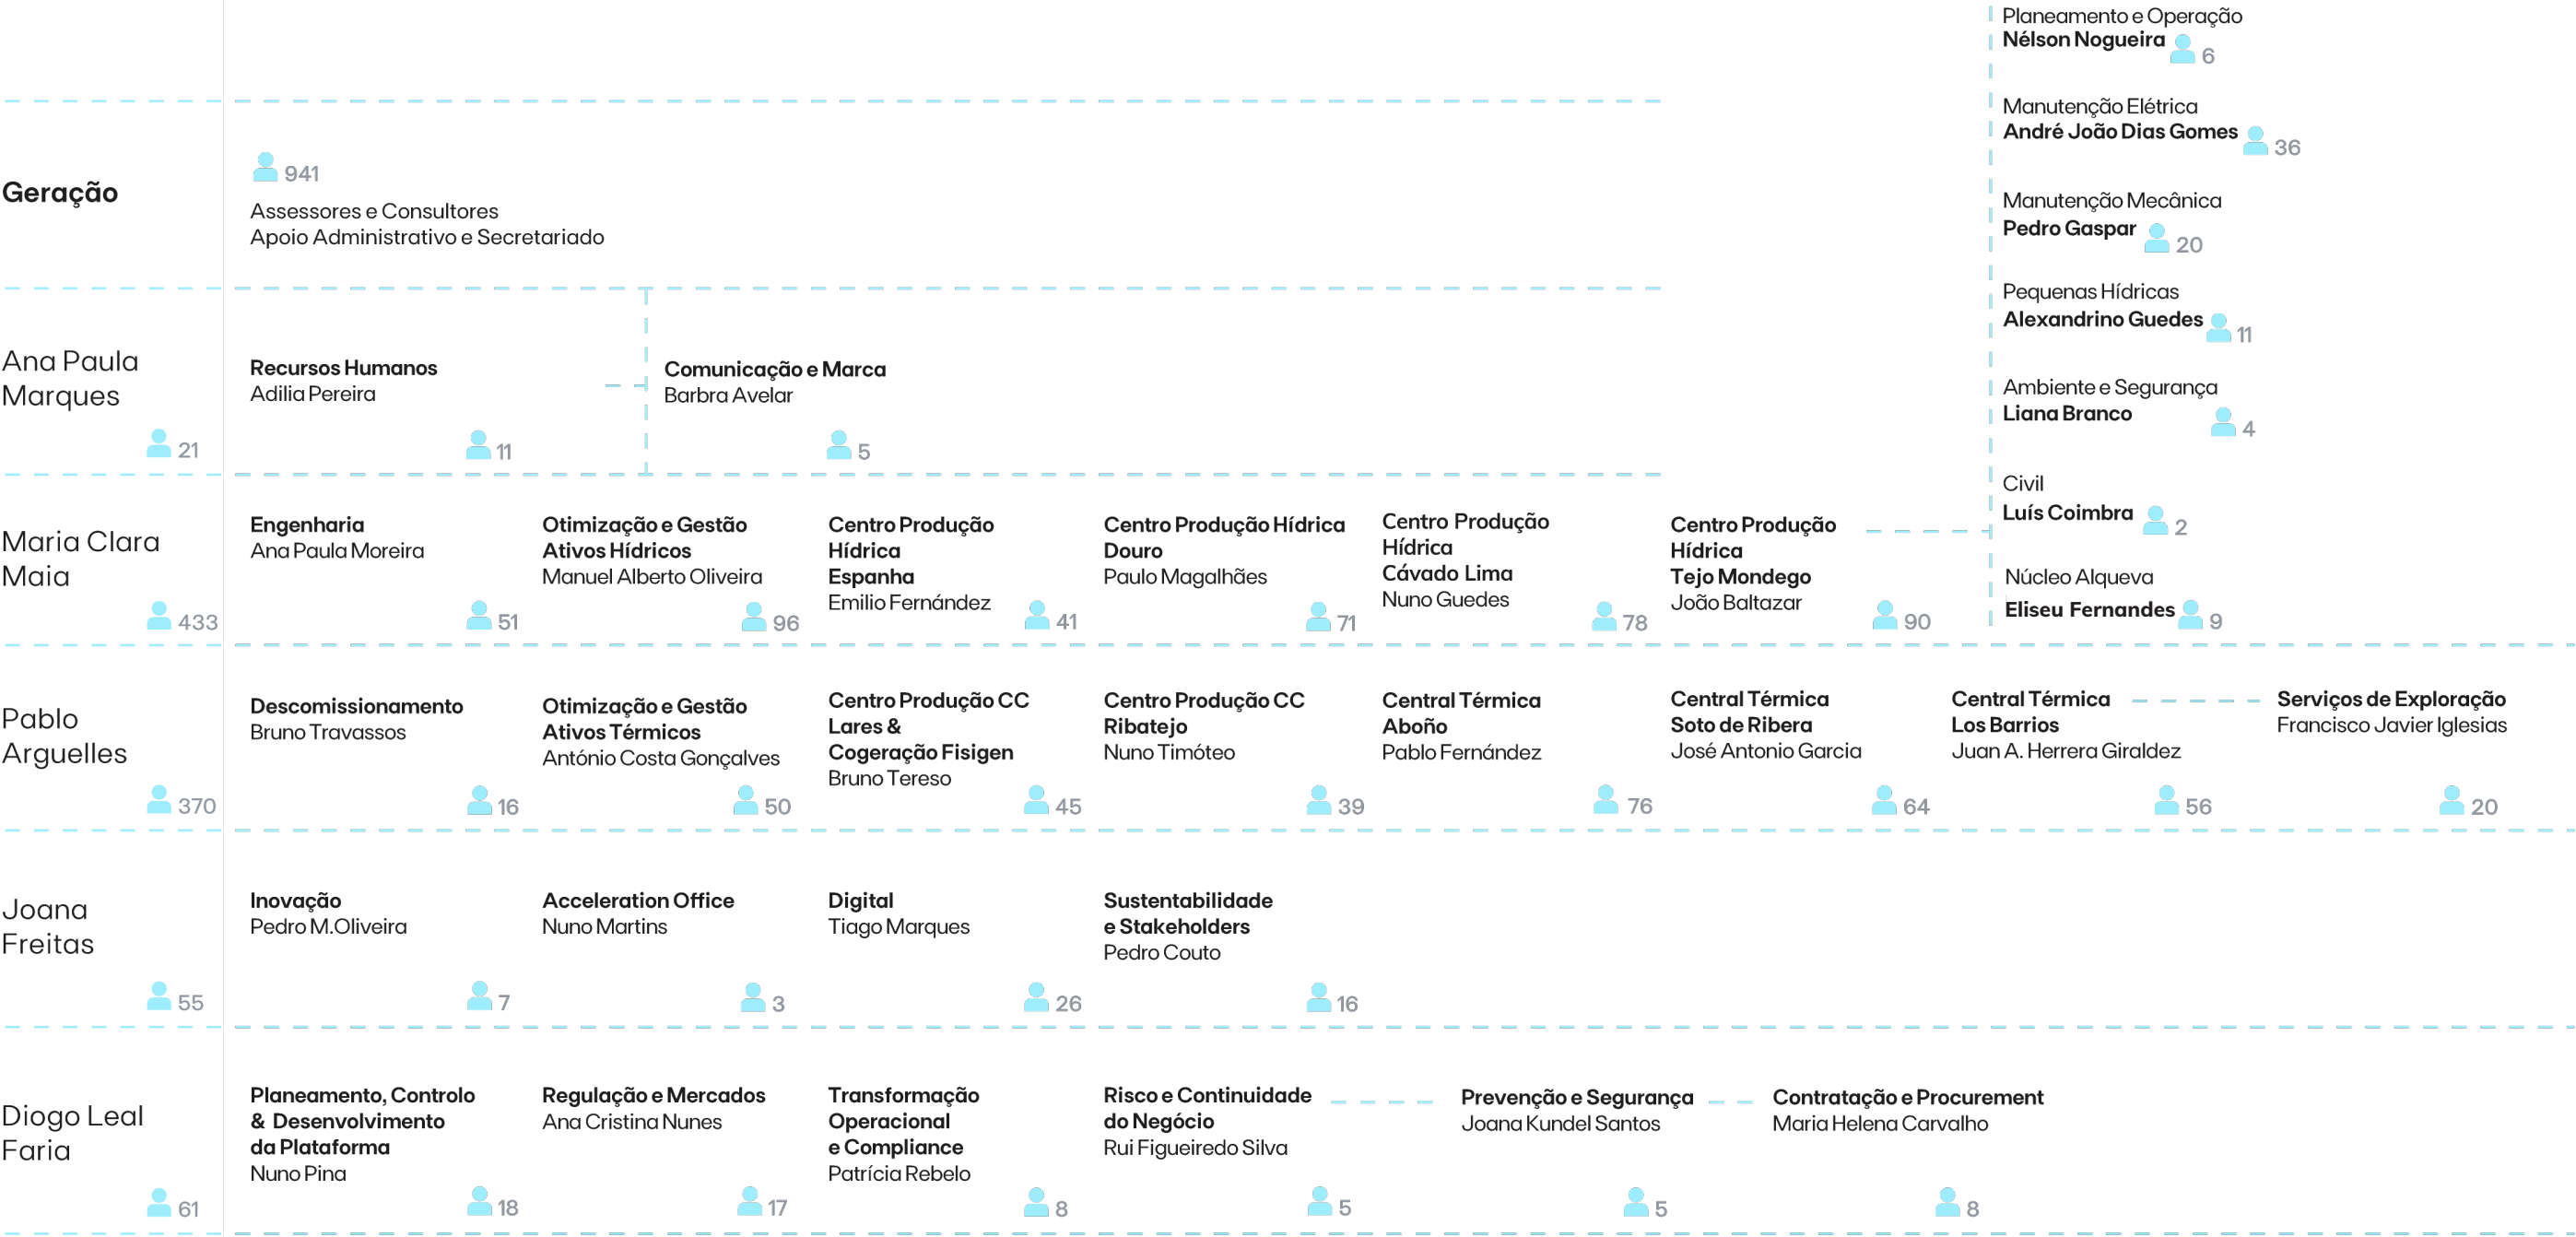 Planeamento e Operação
Nélson Nogueira 6
Manutenção Elétrica
André João Dias Gomes 36
Manutenção Mecânica
Pedro Gaspar 20
Pequenas Hídricas
Alexandrino Guedes 11
Ambiente e Segurança
Liana Branco 4
Civil
Luís Coimbra 2
Núcleo Alqueva
Eliseu Fernandes 9
Geração
941
Assessores e Consultores
Apoio Administrativo e Secretariado
Ana Paula
Marques
21
Recursos Humanos
Adilia Pereira
11
Comunicação e Marca
Barbra Avelar
5
Maria Clara
Maia
433
Engenharia
Ana Paula Moreira
51
Otimização e Gestão
Ativos Hídricos
Manuel Alberto Oliveira
96
Centro Produção
Hídrica
Espanha
Emilio Fernández
41
Centro Produção Hídrica
Douro
Paulo Magalhães
71
Centro Produção
Hídrica
Cávado Lima
Nuno Guedes
78
Centro Produção
Hídrica
Tejo Mondego
João Baltazar
90
Pablo
Arguelles
370
Descomissionamento
Bruno Travassos
16
Otimização e Gestão
Ativos Térmicos
António Costa Gonçalves
50
Centro Produção CC
Lares &
Cogeração Fisigen
Bruno Tereso
45
Centro Produção CC
Ribatejo
Nuno Timóteo
39
Central Térmica
Aboño
Pablo Fernández
76
Central Térmica
Soto de Ribera
José Antonio Garcia
64
Central Térmica
Los Barrios
Juan A. Herrera Giraldez
56
Serviços de Exploração
Francisco Javier Iglesias
20
Joana
Freitas
55
Inovação
Pedro M.Oliveira
7
Acceleration Office
Nuno Martins
3
Digital
Tiago Marques
26
Sustentabilidade
e Stakeholders
Pedro Couto
16
Diogo Leal
Faria
61
Planeamento, Controlo
& Desenvolvimento
da Plataforma
Nuno Pina
18
Regulação e Mercados
Ana Cristina Nunes
17
Transformação
Operacional
e Compliance
Patrícia Rebelo
8
Risco e Continuidade
do Negócio
Rui Figueiredo Silva
5
Prevenção e Segurança
Joana Kundel Santos
5
Contratação e Procurement
Maria Helena Carvalho
8